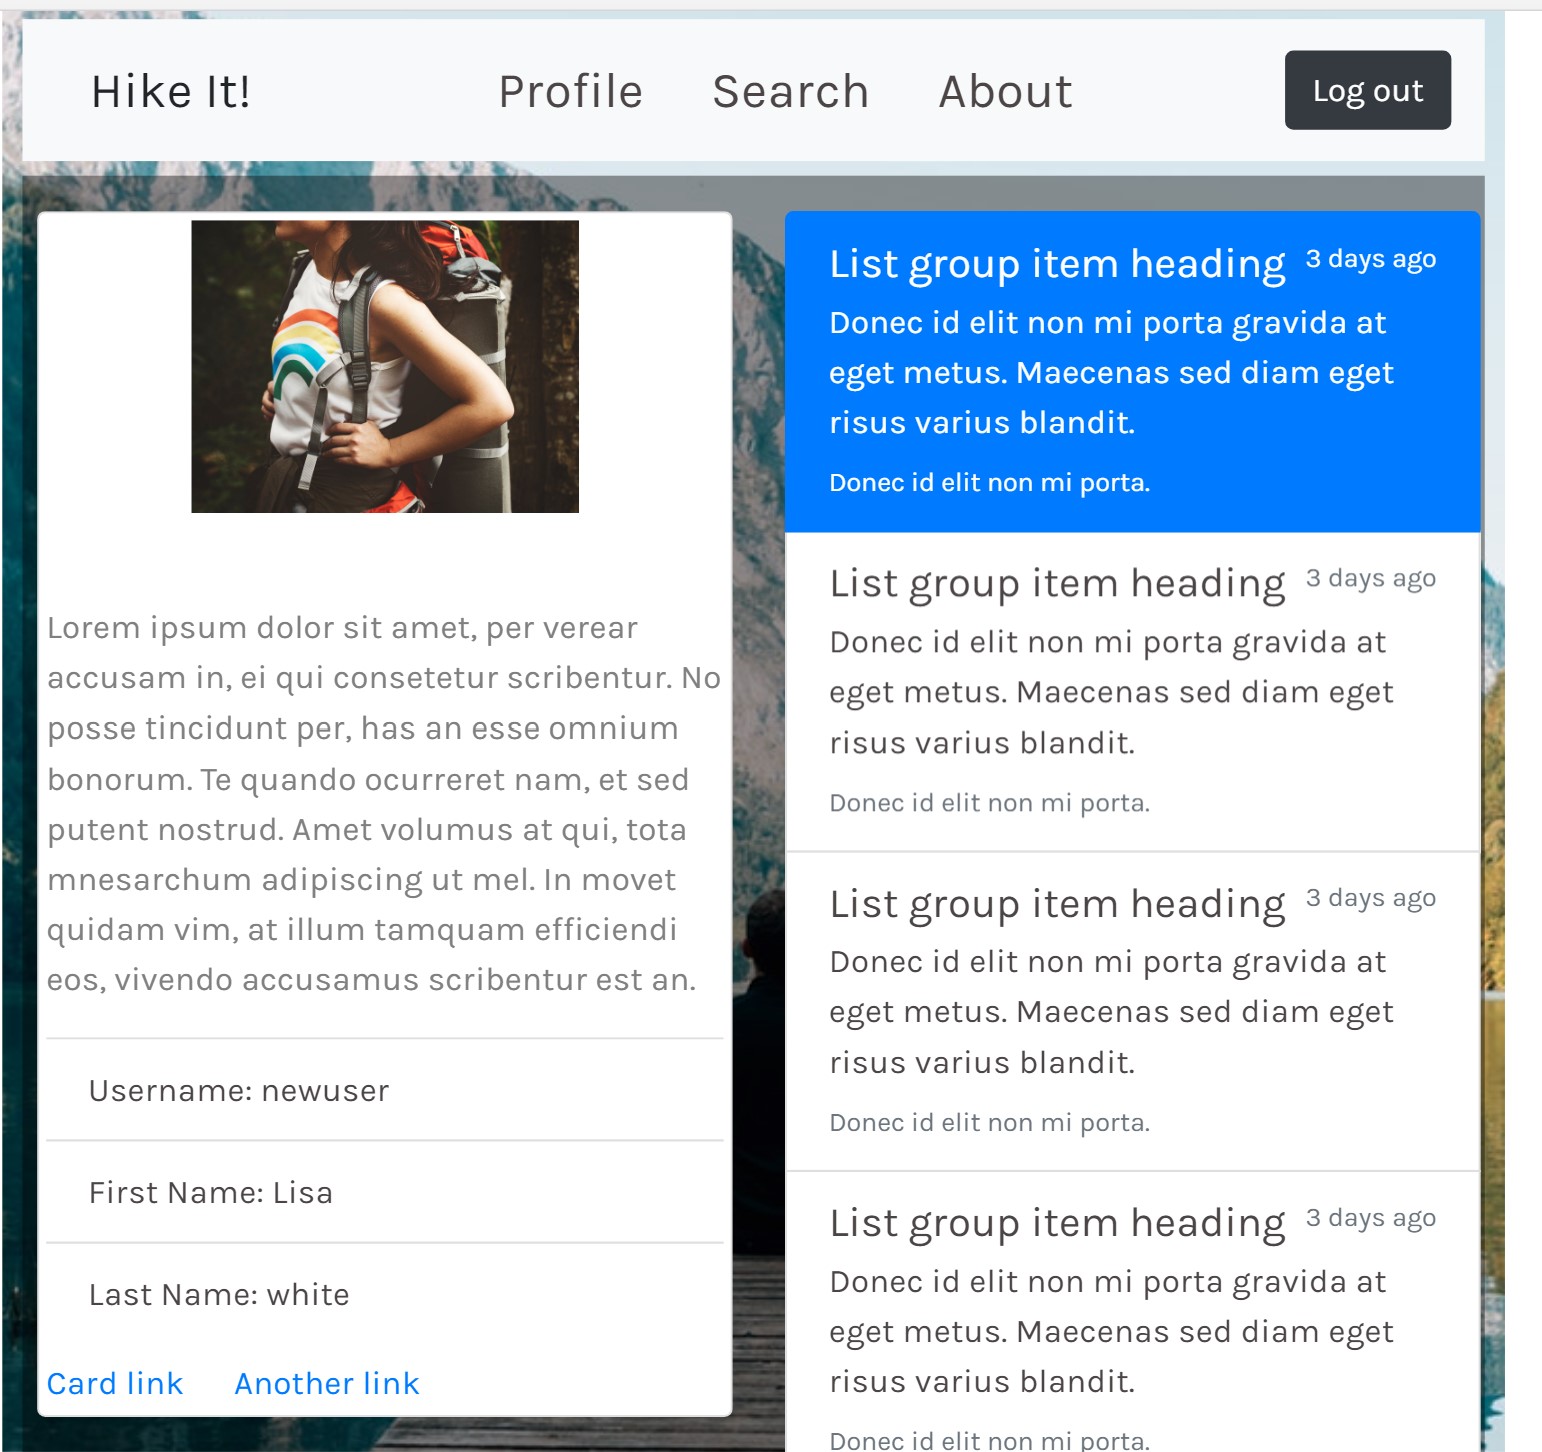 Hike It!
Profile
Search
About
Log out
Lorem ipsum dolor sit amet, per verear
accusam in, ei qui consetetur scribentur. No
posse tincidunt per, has an esse omnium
bonorum. Te quando ocurreret nam, et sed
putent nostrud. Amet volumus at qui, tota
mnesarchum adipiscing ut mel. In movet
quidam vim, at illum tamquam efficiendi
eos, vivendo accusamus scribentur est an.
Username: newuser
First Name: Lisa
Last Name: white
Card link
Another link
List group item heading
3 days ago
Donec id elit non mi porta gravida at
eget metus. Maecenas sed diam eget
risus varius blandit.
Donec id elit non mi porta.
List group item heading
3 days ago
Donec id elit non mi porta gravida at
eget metus. Maecenas sed diam eget
risus varius blandit.
Donec id elit non mi porta.
List group item heading
3 days ago
Donec id elit non mi porta gravida at
eget metus. Maecenas sed diam eget
risus varius blandit.
Donec id elit non mi porta.
List group item heading
3 days ago
Donec id elit non mi porta gravida at
eget metus. Maecenas sed diam eget
risus varius blandit.
Donec id elit non mi porta.